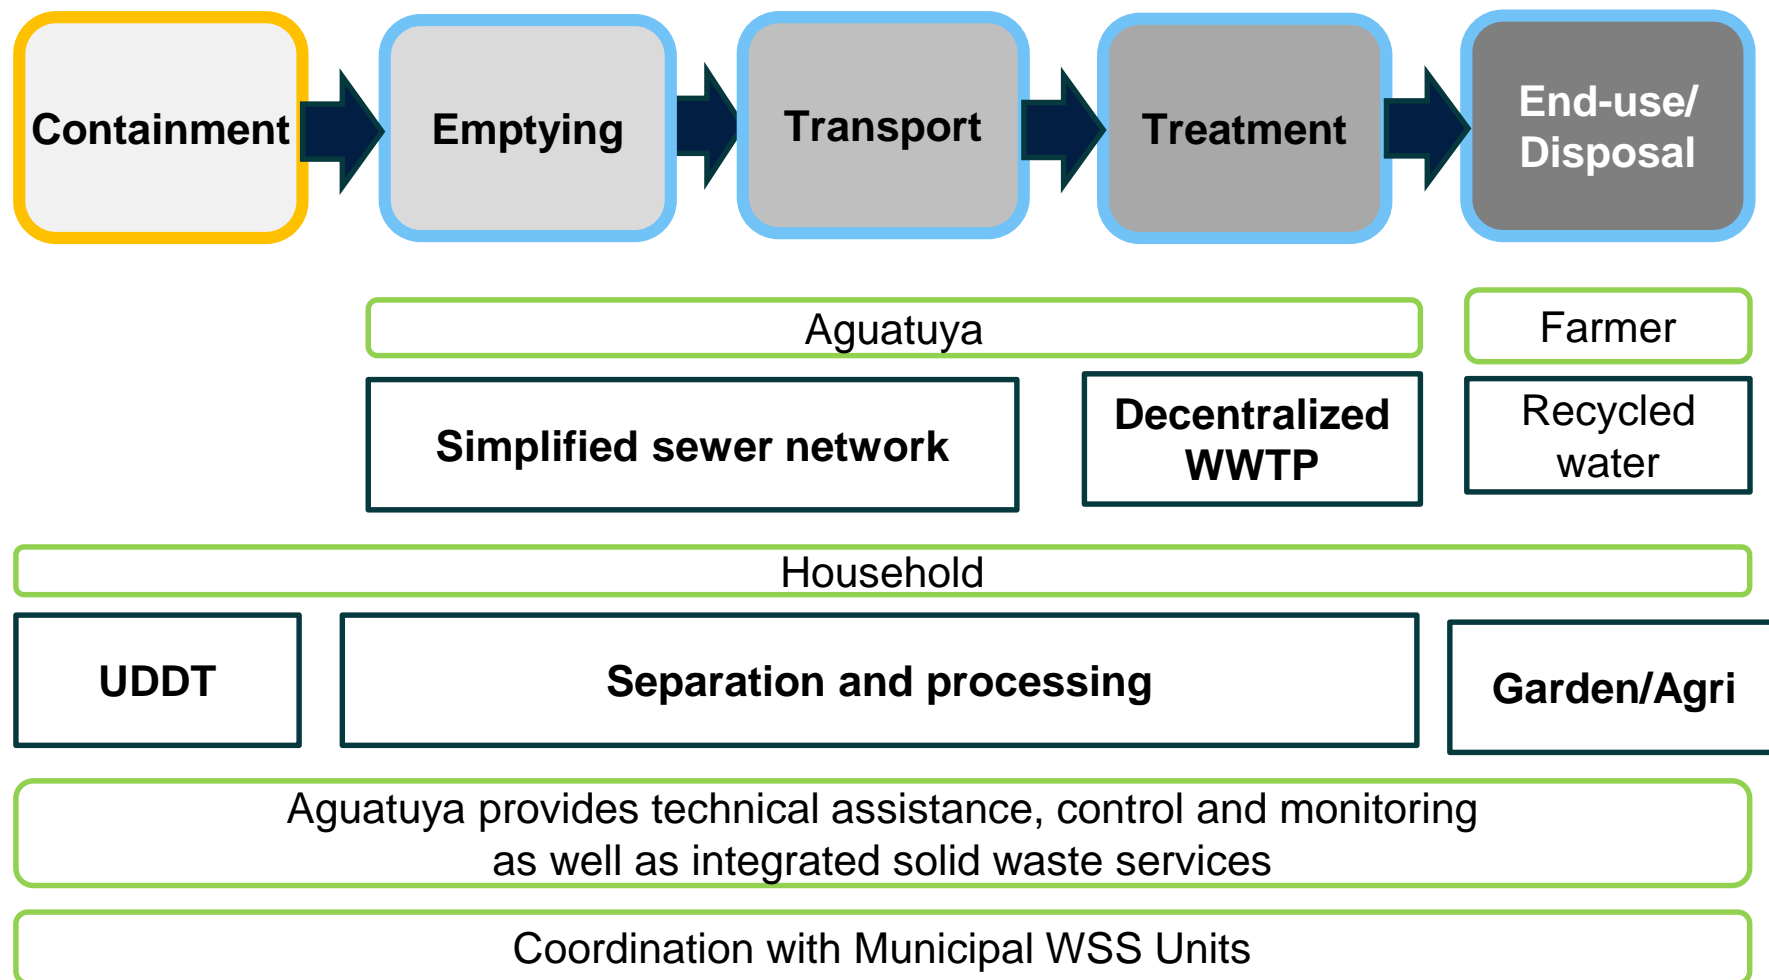 Containment
Emptying
Transport
Treatment
End-use/
Disposal
Aguatuya
Farmer
Simplified sewer network
Decentralized
WWTP
Recycled
water
Household
UDDT
Separation and processing
Garden/Agri
Aguatuya provides technical assistance, control and monitoring
as well as integrated solid waste services
Coordination with Municipal WSS Units